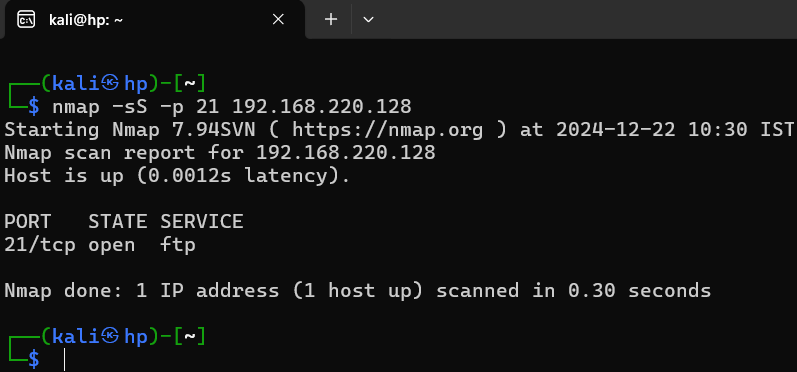 kali@hp: ~
┌──(kali㉿hp)-[~]
└─$ nmap -sS -p 21 192.168.220.128
Starting Nmap 7.94SVN ( https://nmap.org ) at 2024-12-22 10:30 IST
Nmap scan report for 192.168.220.128
Host is up (0.0012s latency).
PORT   STATE SERVICE
21/tcp open  ftp
Nmap done: 1 IP address (1 host up) scanned in 0.30 seconds
┌──(kali㉿hp)-[~]
└─$